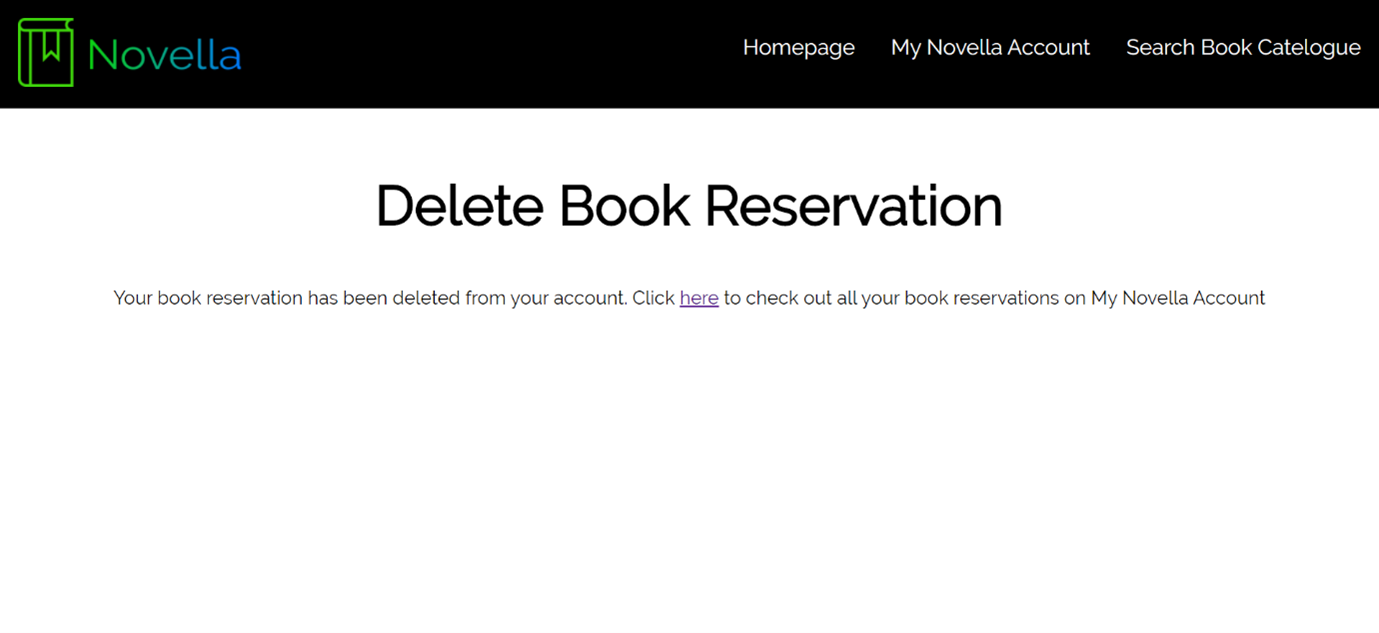 Novella
Homepage My Novella Account Search Book Catelogue
Delete Book Reservation
Your book reservation has been deleted from your account. Click here to check out all your book reservations on My Novella Account